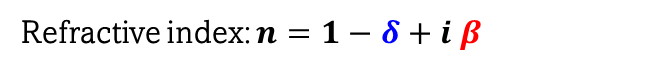 Refractive index: n = 1 − δ + i β